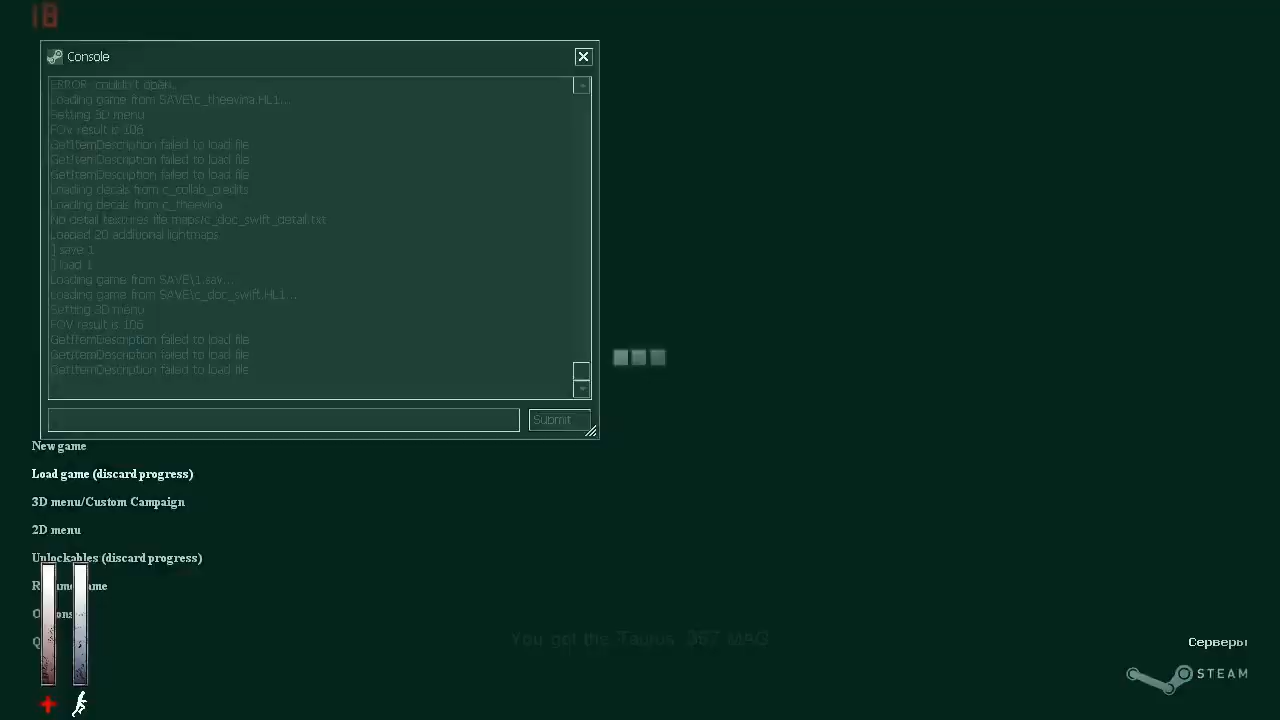 18
Console
ERROR: couldn't open.
Loading game from SAVE\c_theevina.HL1...
Setting 3D menu
FOV result is 106
GetItemDescription failed to load file
GetItemDescription failed to load file
GetItemDescription failed to load file
Loading decals from c_collab_credits
Loading decals from c_theevina
No detail textures file maps/c_doc_swift_detail.txt
Loaded 20 additional lightmaps
] save 1
] load 1
Loading game from SAVE\1.sav...
Loading game from SAVE\c_doc_swift.HL1...
Setting 3D menu
FOV result is 106
GetItemDescription failed to load file
GetItemDescription failed to load file
GetItemDescription failed to load file
Submit
New game
Load game (discard progress)
3D menu/Custom Campaign
2D menu
Unlockables (discard progress)
You got the Taurus .357 MAG
Серверы
STEAM